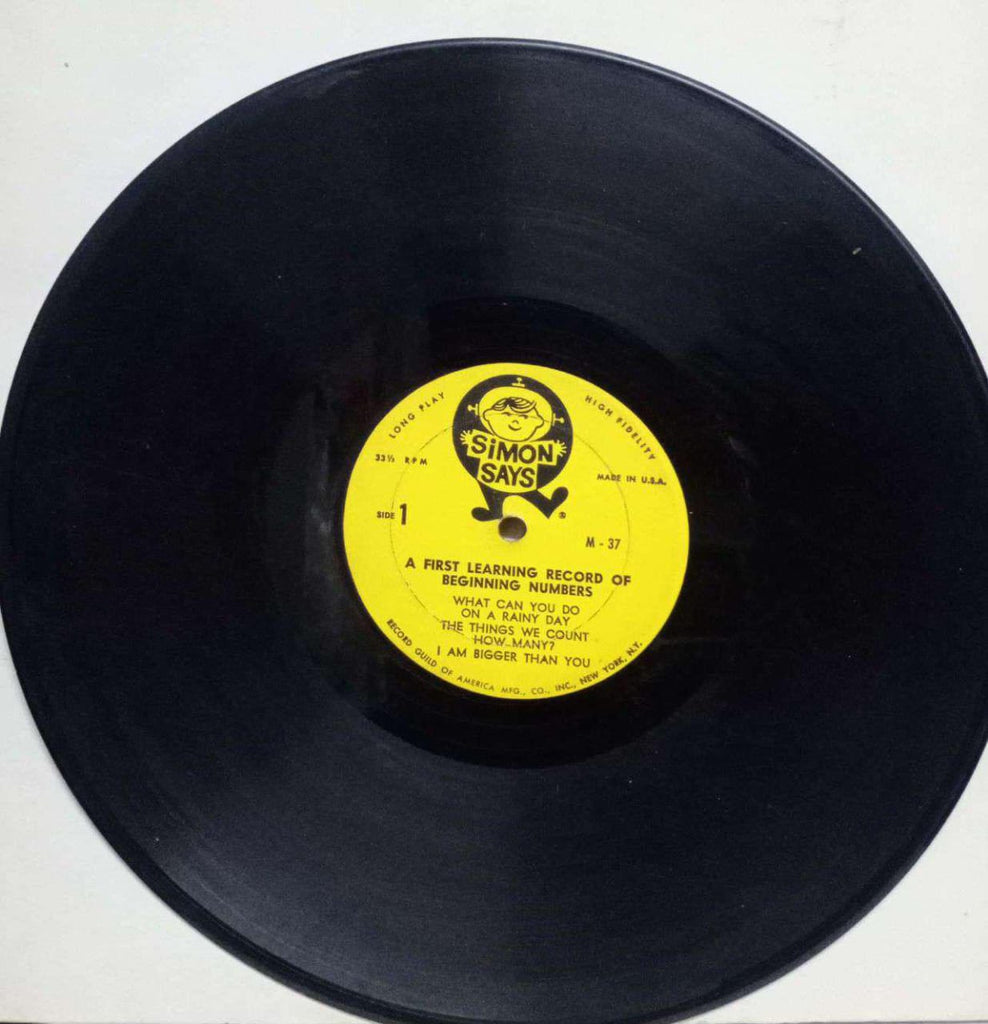 LONG PLAY
HIGH FIDELITY
SIMON
SAYS
®
33⅓ RPM
MADE IN U.S.A.
SIDE 1
M - 37
A FIRST LEARNING RECORD OF
BEGINNING NUMBERS
WHAT CAN YOU DO
ON A RAINY DAY
THE THINGS WE COUNT
HOW MANY?
I AM BIGGER THAN YOU
RECORD GUILD OF AMERICA MFG., CO., INC., NEW YORK, N.Y.